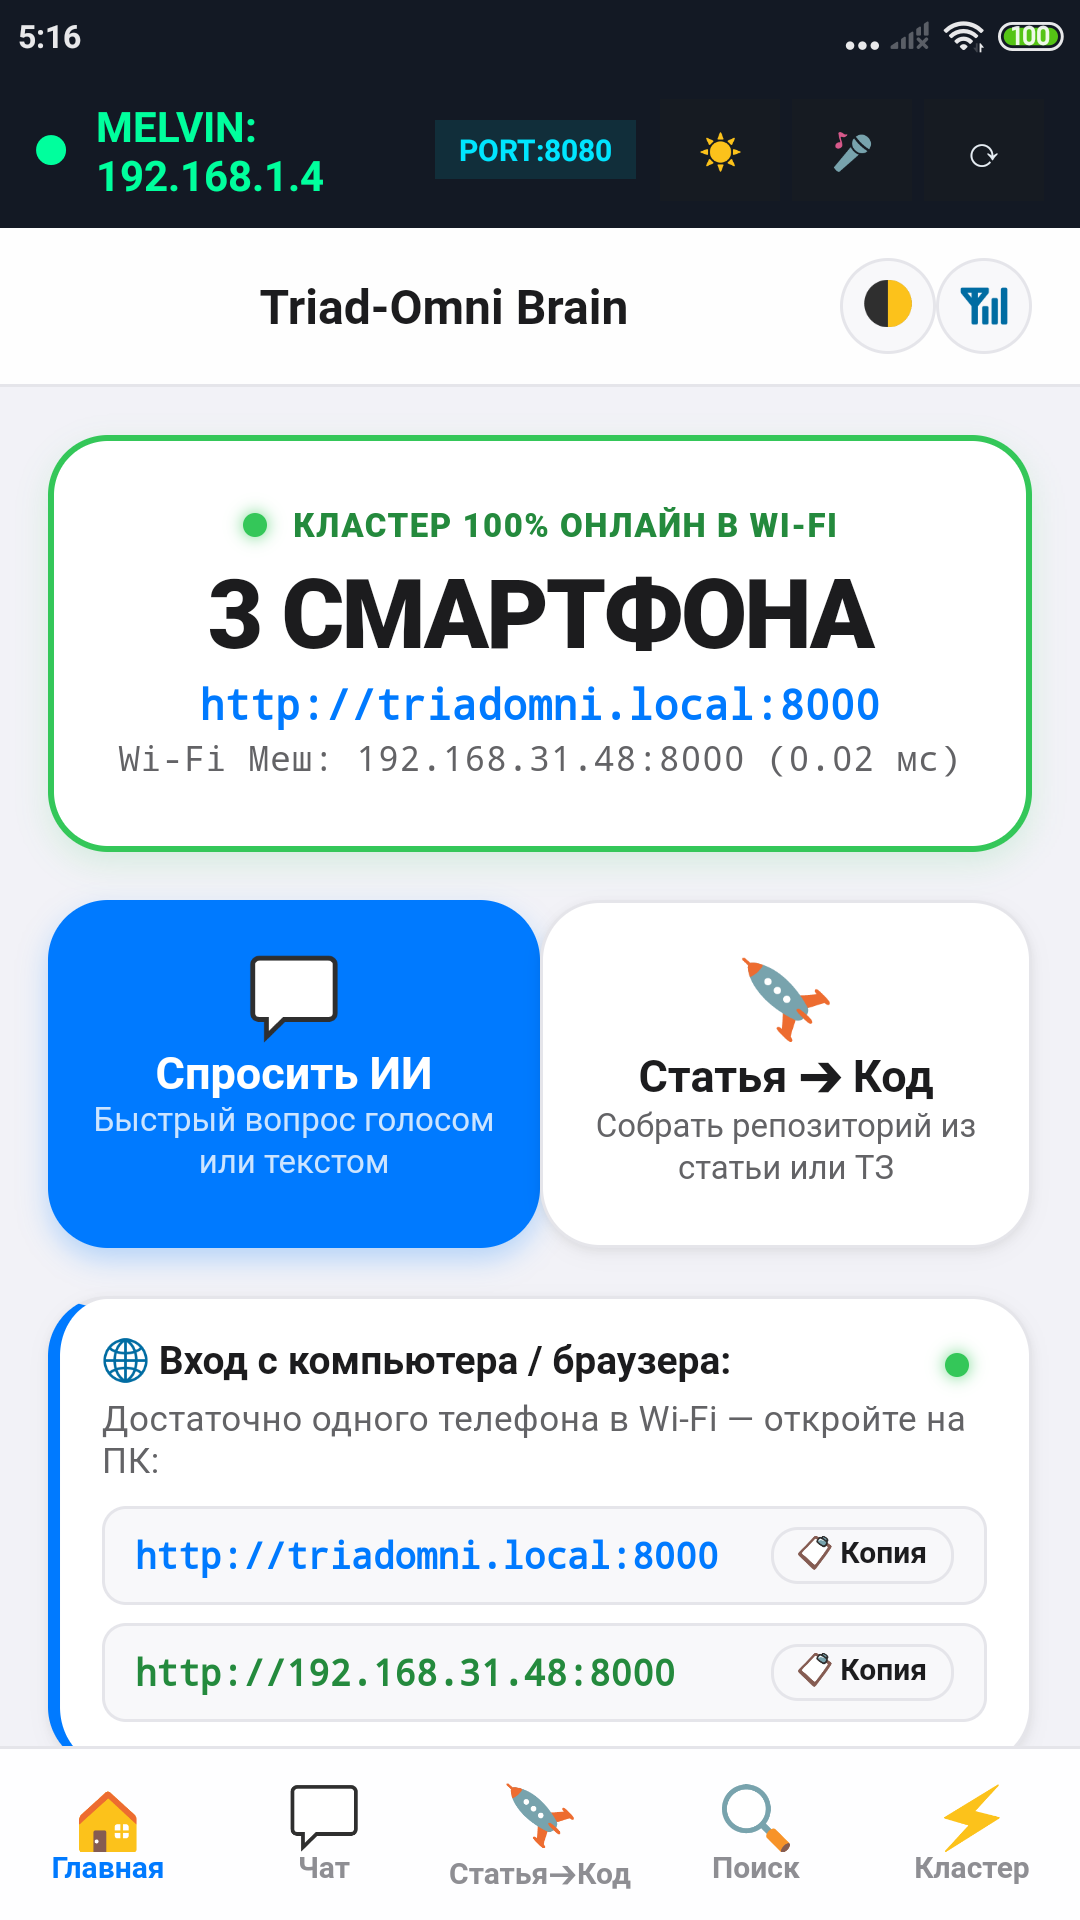 5:16
100
MELVIN:
192.168.1.4
PORT:8080
Triad-Omni Brain
КЛАСТЕР 100% ОНЛАЙН В WI-FI
3 СМАРТФОНА
http://triadomni.local:8000
Wi-Fi Меш: 192.168.31.48:8000 (0.02 мс)
Спросить ИИ
Быстрый вопрос голосом
или текстом
Статья ➔ Код
Собрать репозиторий из
статьи или ТЗ
Вход с компьютера / браузера:
Достаточно одного телефона в Wi-Fi — откройте на
ПК:
http://triadomni.local:8000
Копия
http://192.168.31.48:8000
Копия
Главная
Чат
Статья→Код
Поиск
Кластер